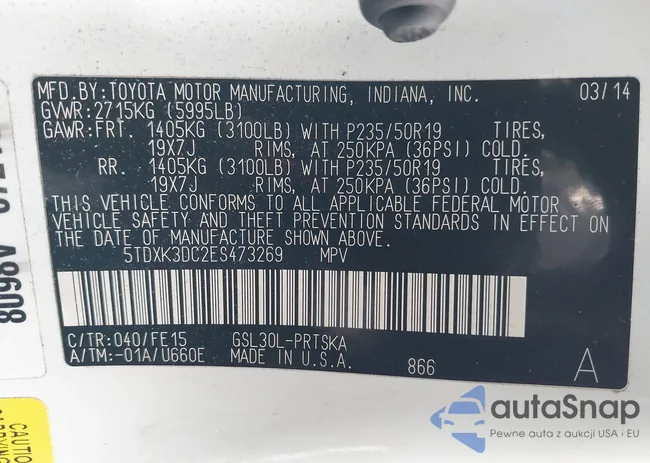 MFD.BY:TOYOTA MOTOR MANUFACTURING, INDIANA, INC. 03/14
GVWR:2715KG (5995LB)
GAWR:FRT. 1405KG (3100LB) WITH P235/50R19 TIRES,
19X7J RIMS, AT 250KPA (36PSI) COLD.
RR. 1405KG (3100LB) WITH P235/50R19 TIRES,
19X7J RIMS, AT 250KPA (36PSI) COLD.
THIS VEHICLE CONFORMS TO ALL APPLICABLE FEDERAL MOTOR
VEHICLE SAFETY AND THEFT PREVENTION STANDARDS IN EFFECT ON
THE DATE OF MANUFACTURE SHOWN ABOVE.
5TDXK3DC2ES473269 MPV
C/TR:040/FE15 GSL30L-PRTSKA
A/TM:-01A/U660E MADE IN U.S.A. 866 A
A8608
CAUTIO
autaSnap
Pewne auta z aukcji USA i EU